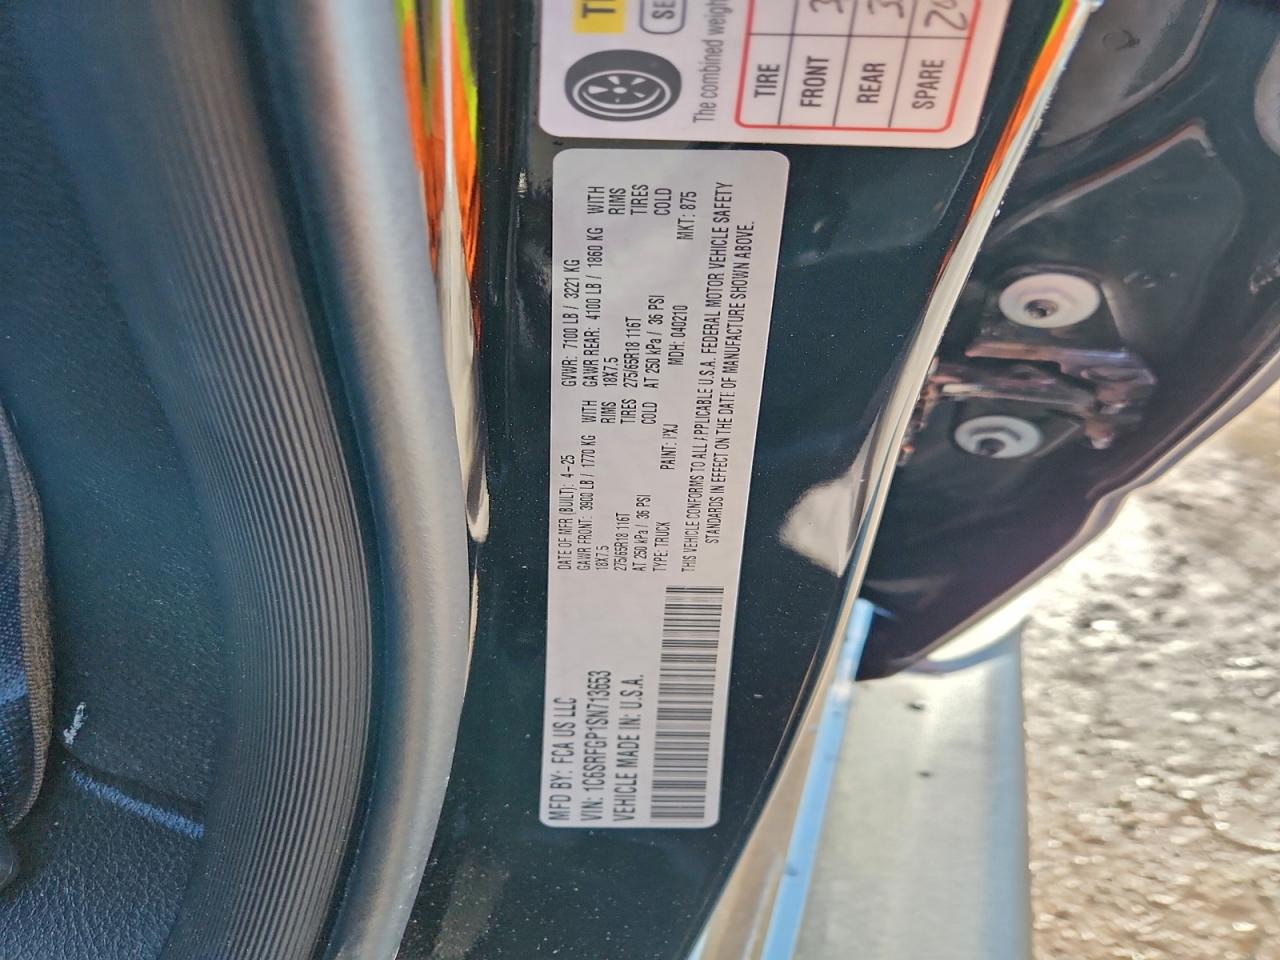 MFD BY: FCA US LLC
VIN: 1C6SRFGP1SN713653
VEHICLE MADE IN: U.S.A.
DATE OF MFR (BUILT): 4-25
GVWR: 7100 LB / 3221 KG
GAWR FRONT: 3900 LB / 1770 KG WITH
18X7.5 RIMS
275/65R18 116T TIRES
AT 250 kPa / 36 PSI COLD
GAWR REAR: 4100 LB / 1860 KG WITH
18X7.5 RIMS
275/65R18 116T TIRES
AT 250 kPa / 36 PSI COLD
TYPE: TRUCK PAINT: PXJ MDH: 040210 MKT: 875
THIS VEHICLE CONFORMS TO ALL APPLICABLE U.S.A. FEDERAL MOTOR VEHICLE SAFETY
STANDARDS IN EFFECT ON THE DATE OF MANUFACTURE SHOWN ABOVE.
The combined
TIRE
FRONT
REAR
SPARE